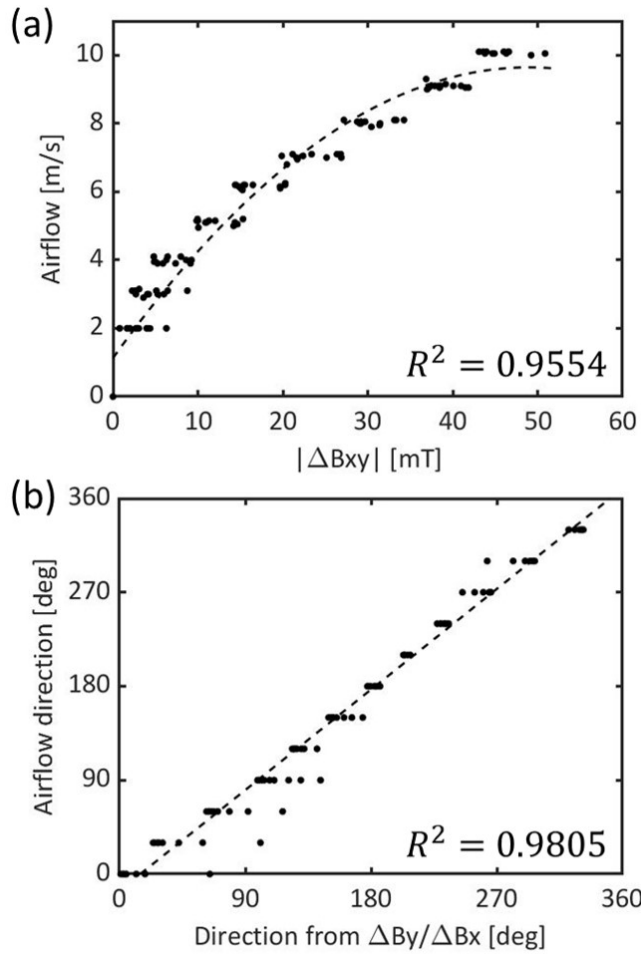 (a)
Airflow [m/s]
10
8
6
4
2
0
0 10 20 30 40 50 60
R² = 0.9554
|ΔBxy| [mT]
(b)
Airflow direction [deg]
360
270
180
90
0
0 90 180 270 360
R² = 0.9805
Direction from ΔBy/ΔBx [deg]